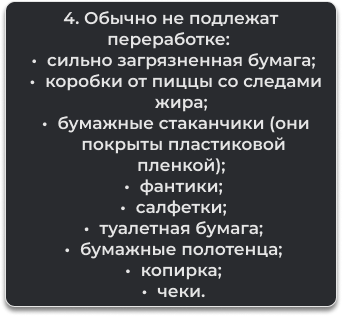 4. Обычно не подлежат
переработке:
• сильно загрязненная бумага;
• коробки от пиццы со следами
жира;
• бумажные стаканчики (они
покрыты пластиковой
пленкой);
• фантики;
• салфетки;
• туалетная бумага;
• бумажные полотенца;
• копирка;
• чеки.